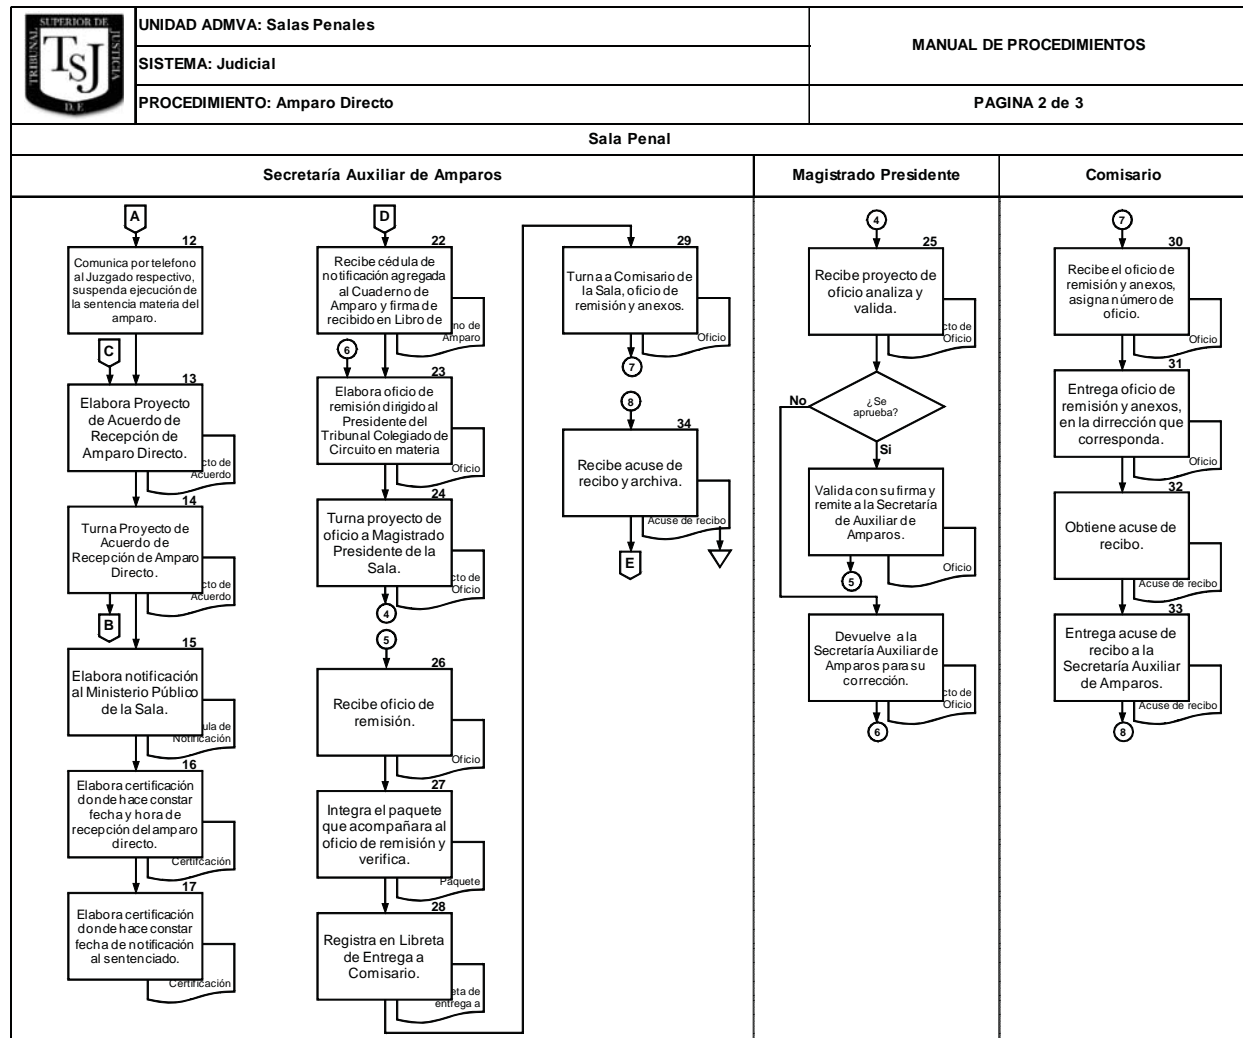 SUPERIOR DE
TRIBUNAL
JUSTICIA
TSJ
D. F.
UNIDAD ADMVA: Salas Penales
SISTEMA: Judicial
PROCEDIMIENTO: Amparo Directo
MANUAL DE PROCEDIMIENTOS
PAGINA 2 de 3
Sala Penal
Secretaría Auxiliar de Amparos
Magistrado Presidente
Comisario
A
12
Comunica por telefono
al Juzgado respectivo,
suspenda ejecución de
la sentencia materia del
amparo.
C
13
Elabora Proyecto
de Acuerdo de
Recepción de
Amparo Directo.
cto de
Acuerdo
14
Turna Proyecto de
Acuerdo de
Recepción de Amparo
Directo.
cto de
Acuerdo
B
15
Elabora notificación
al Ministerio Público
de la Sala.
ula de
Notificación
16
Elabora certificación
donde hace constar
fecha y hora de
recepción del amparo
directo.
Certifcación
17
Elabora certificación
donde hace constar
fecha de notificación
al sentenciado.
Certificación
D
22
Recibe cédula de
notificación agregada
al Cuaderno de
Amparo y firma de
recibido en Libro de
no de
Amparo
6
23
Elabora oficio de
remisión dirigido al
Presidente del
Tribunal Colegiado de
Circuito en materia
Oficio
24
Turna proyecto de
oficio a Magistrado
Presidente de la
Sala.
cto de
Oficio
4
5
26
Recibe oficio de
remisión.
Oficio
27
Integra el paquete
que acompañara al
oficio de remisión y
verifica.
Paquete
28
Registra en Libreta
de Entrega a
Comisario.
eta de
entrega a
29
Turna a Comisario de
la Sala, oficio de
remisión y anexos.
Oficio
7
8
34
Recibe acuse de
recibo y archiva.
Acuse de recibo
E
4
25
Recibe proyecto de
oficio analiza y
valida.
cto de
Oficio
No
¿Se
aprueba?
Si
Valida con su firma y
remite a la Secretaría
de Auxiliar de
Amparos.
Oficio
5
Devuelve a la
Secretaría Auxiliar de
Amparos para su
corrección.
cto de
Oficio
6
7
30
Recibe el oficio de
remisión y anexos,
asigna número de
oficio.
Oficio
31
Entrega oficio de
remisión y anexos,
en la dirrección que
corresponda.
Oficio
32
Obtiene acuse de
recibo.
Acuse de recibo
33
Entrega acuse de
recibo a la
Secretaría Auxiliar
de Amparos.
Acuse de recibo
8